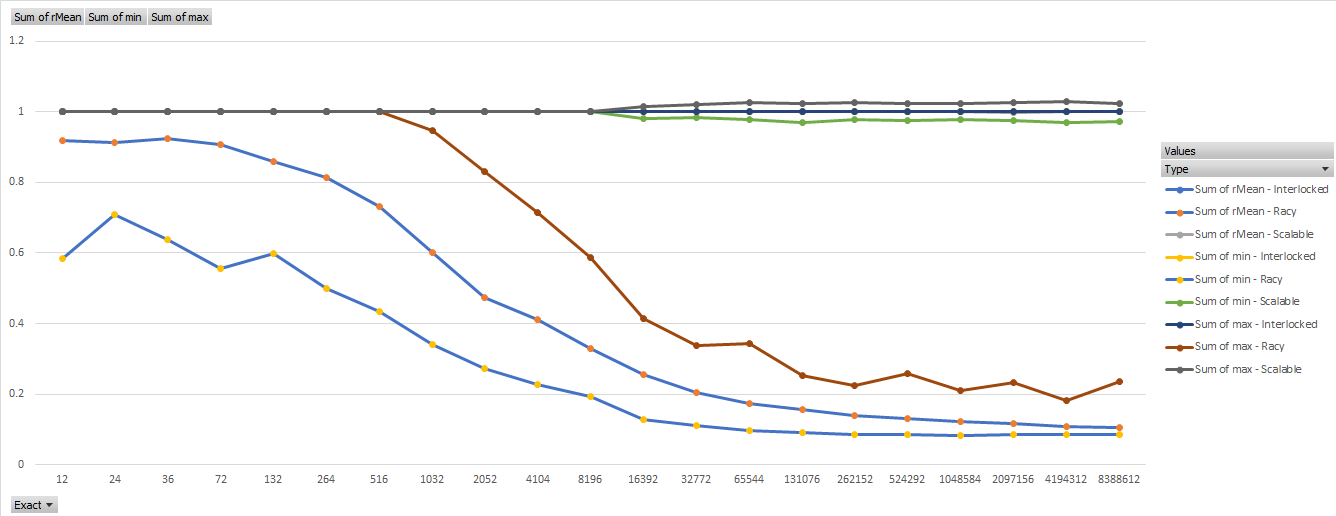 Sum of rMean Sum of min Sum of max
1.2
1
0.8
0.6
0.4
0.2
0
12 24 36 72 132 264 516 1032 2052 4104 8196 16392 32772 65544 131076 262152 524292 1048584 2097156 4194312 8388612
Exact
Values
Type
Sum of rMean - Interlocked
Sum of rMean - Racy
Sum of rMean - Scalable
Sum of min - Interlocked
Sum of min - Racy
Sum of min - Scalable
Sum of max - Interlocked
Sum of max - Racy
Sum of max - Scalable